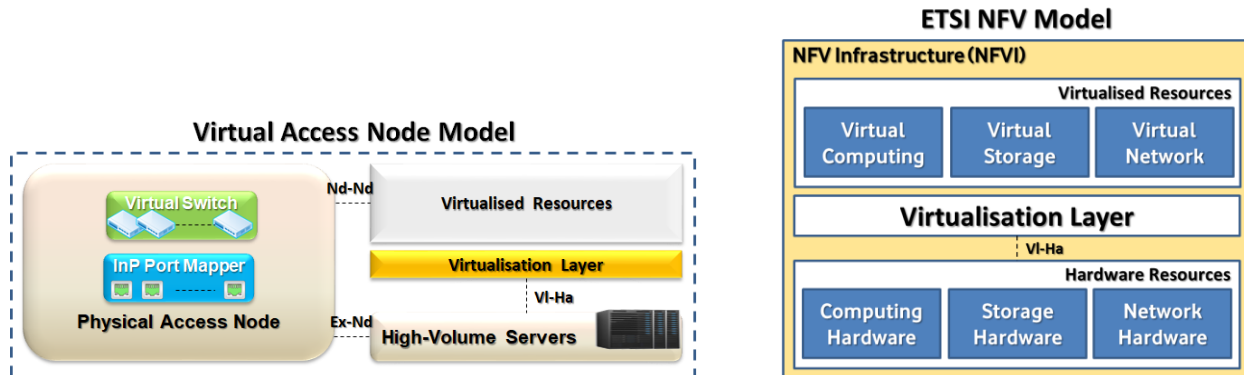 Virtual Access Node Model
Virtual Switch
InP Port Mapper
Physical Access Node
Nd-Nd
Ex-Nd
Virtualised Resources
Virtualisation Layer
Vl-Ha
High-Volume Servers
ETSI NFV Model
NFV Infrastructure(NFVI)
Virtualised Resources
Virtual
Computing
Virtual
Storage
Virtual
Network
Virtualisation Layer
Vl-Ha
Hardware Resources
Computing
Hardware
Storage
Hardware
Network
Hardware